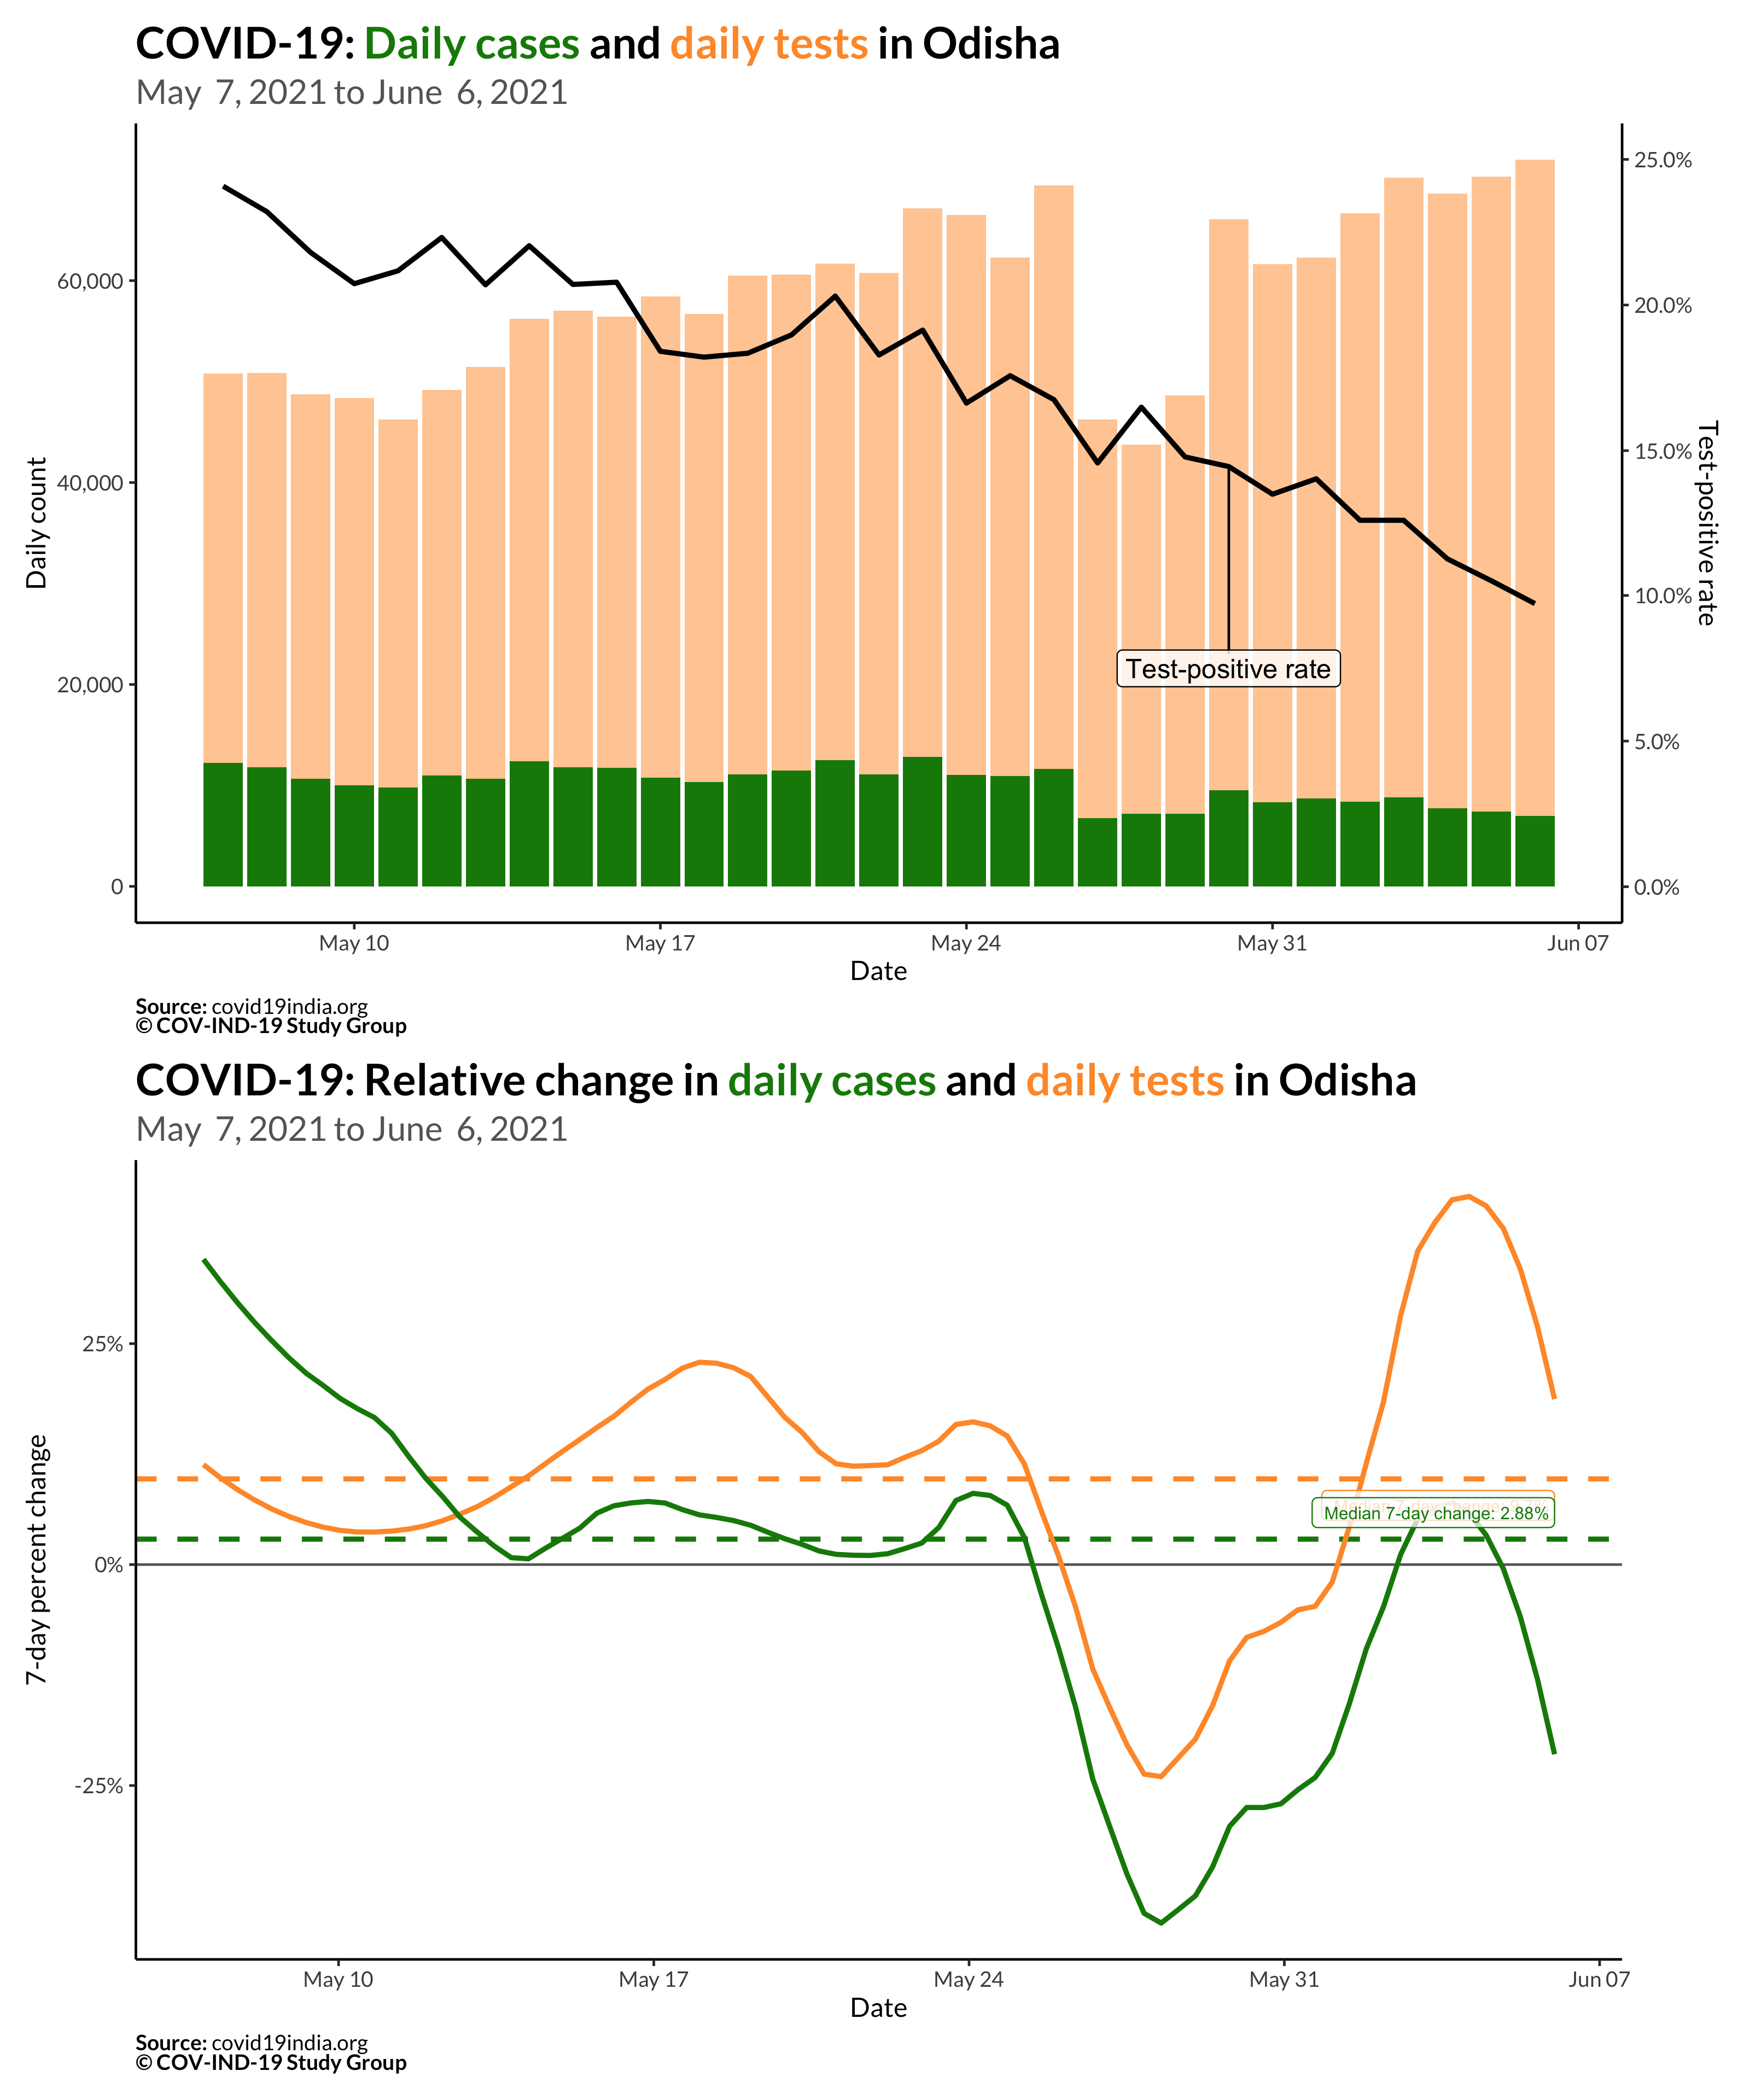 COVID-19: Daily cases and daily tests in Odisha
May 7, 2021 to June 6, 2021
25.0%
20.0%
60,000
15.0%
40,000
Daily count
Test-positive rate
10.0%
Test-positive rate
20,000
5.0%
0
0.0%
May 10
May 17
May 24
May 31
Jun 07
Date
Source: covid19india.org
© COV-IND-19 Study Group
COVID-19: Relative change in daily cases and daily tests in Odisha
May 7, 2021 to June 6, 2021
25%
7-day percent change
Median 7-day change:
Median 7-day change: 2.88%
0%
-25%
May 10
May 17
May 24
May 31
Jun 07
Date
Source: covid19india.org
© COV-IND-19 Study Group